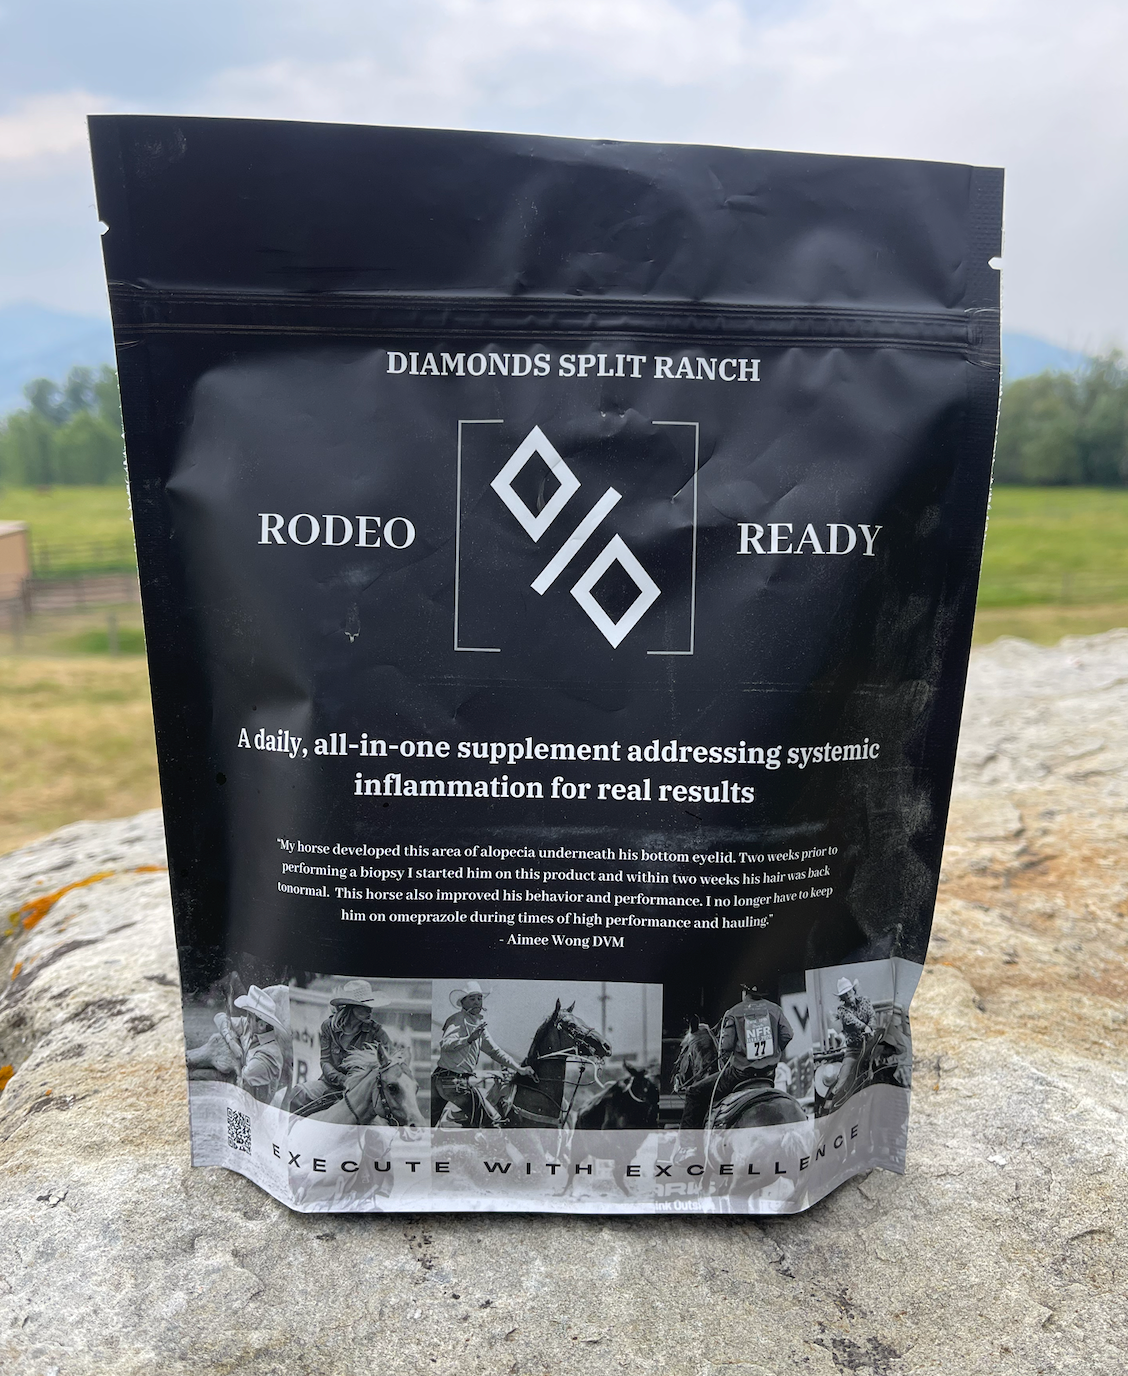 DIAMONDS SPLIT RANCH
RODEO READY
A daily, all-in-one supplement addressing systemic
inflammation for real results
"My horse developed this area of alopecia underneath his bottom eyelid. Two weeks prior to
performing a biopsy I started him on this product and within two weeks his hair was back
tonormal. This horse also improved his behavior and performance. I no longer have to keep
him on omeprazole during times of high performance and hauling."
- Aimee Wong DVM
NFR
77
EXECUTE WITH EXCELLENCE